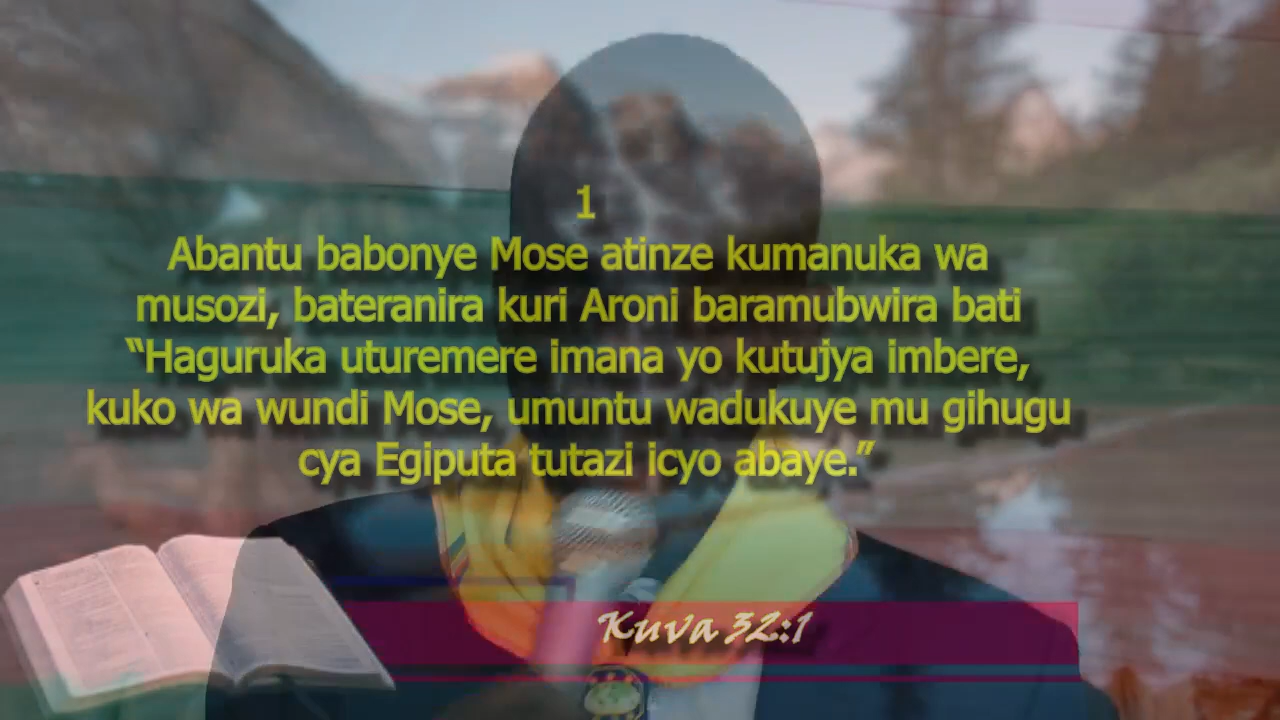 1
Abantu babonye Mose atinze kumanuka wa
musozi, bateranira kuri Aroni baramubwira bati
“Haguruka uturemere imana yo kutujya imbere,
kuko wa wundi Mose, umuntu wadukuye mu gihugu
cya Egiputa tutazi icyo abaye.”
Kuva 32:1